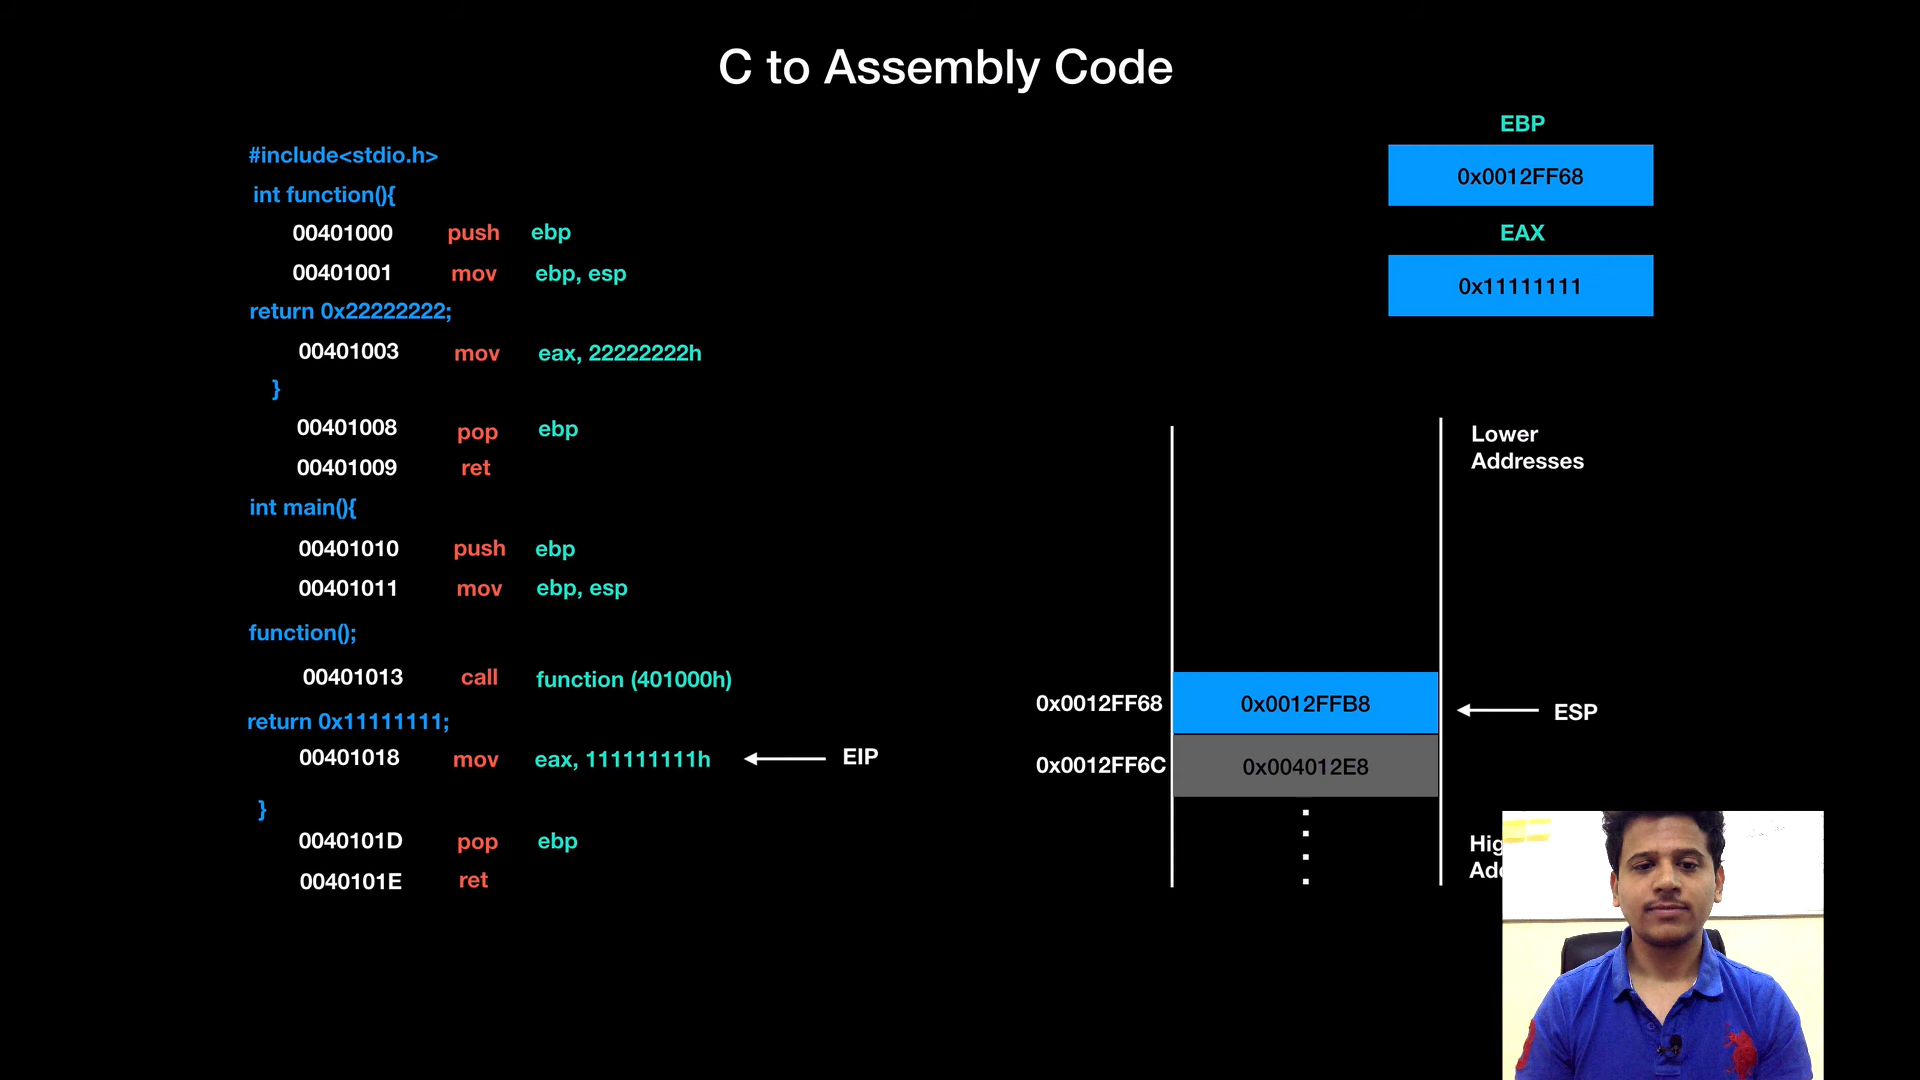 C to Assembly Code
#include<stdio.h>
int function(){
00401000 push ebp
00401001 mov ebp, esp
return 0x22222222;
00401003 mov eax, 22222222h
}
00401008 pop ebp
00401009 ret
int main(){
00401010 push ebp
00401011 mov ebp, esp
function();
00401013 call function (401000h)
return 0x11111111;
00401018 mov eax, 111111111h EIP
}
0040101D pop ebp
0040101E ret
EBP
0x0012FF68
EAX
0x11111111
Lower
Addresses
0x0012FF68 0x0012FFB8 ESP
0x0012FF6C 0x004012E8